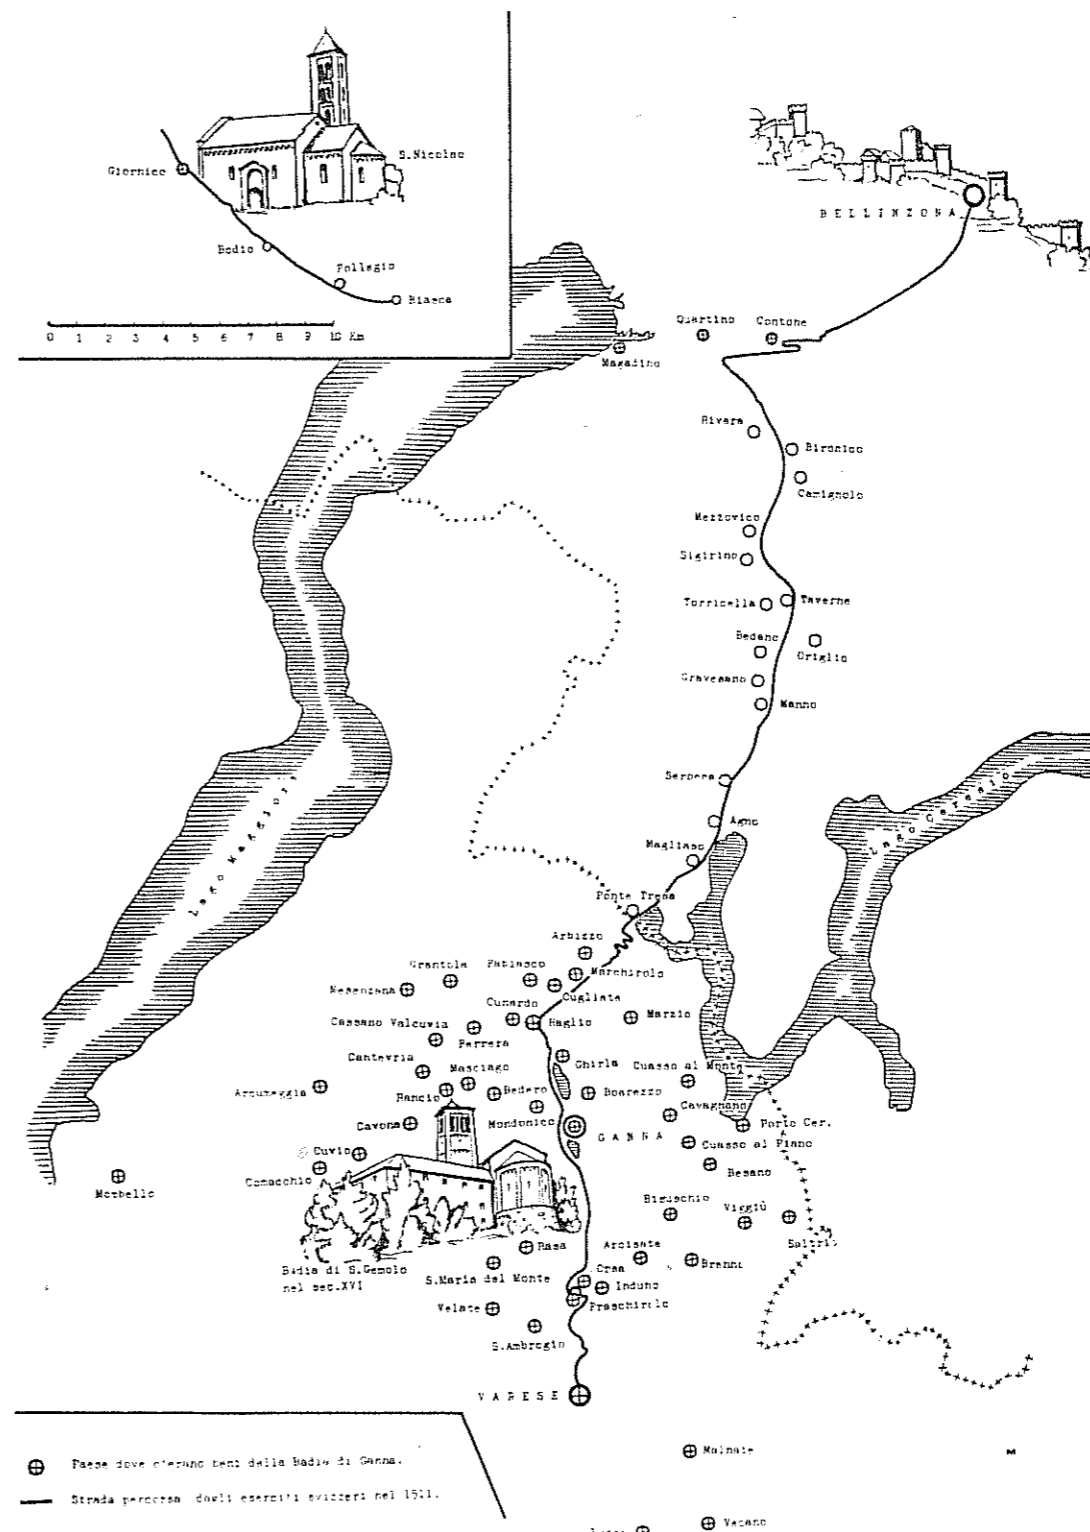 S.Nicolao
Giornico
Bodio
Pollegio
Biasca
0 1 2 3 4 5 6 7 8 9 10 Km
BELLINZONA
Quartino
Contone
Magadino
Rivera
Bironico
Camignolo
Mezzovico
Sigirino
Torricella
Taverne
Bedano
Origlio
Gravesano
Manno
Serocca
Agno
Magliaso
Lago Maggiore
Lago Ceresio
Ponte Tresa
Arbizzo
Grantola
Fabiasco
Marchirolo
Cugliate
Cunardo
Cassano Valcuvia
Haglio
Marzio
Ferrera
Ghirla
Masciago
Cuasso al Monte
Arcumeggia
Rancio
Bedero
Boarezzo
Cavagnano
Cavona
Mondonico
GANNA
Porto Cer.
Cuasso al Piano
Cuvio
Besano
Comacchio
Mombello
Bisuschio
Viggiù
Saltrio
Rasa
Arcisate
Brenno
Badia di S.Gemolo
nel sec.XVI
S.Maria del Monte
Induno
Velate
Fraschirolo
S.Ambrogio
VARESE
Malnate
M
Paese dove c'erano beni della Badia di Ganna.
Strada percorsa dagli eserciti svizzeri nel 1511.
Vacano